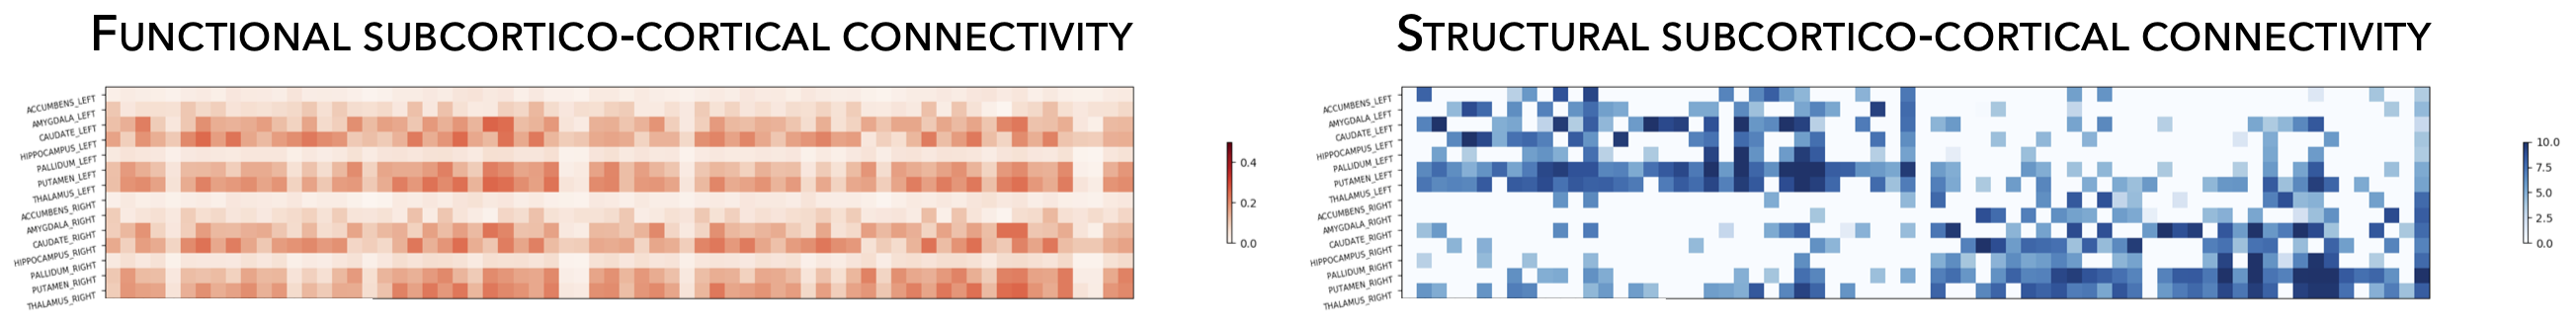 FUNCTIONAL SUBCORTICO-CORTICAL CONNECTIVITY
ACCUMBENS_LEFT
AMYGDALA_LEFT
CAUDATE_LEFT
HIPPOCAMPUS_LEFT
PALLIDUM_LEFT
PUTAMEN_LEFT
THALAMUS_LEFT
ACCUMBENS_RIGHT
AMYGDALA_RIGHT
CAUDATE_RIGHT
HIPPOCAMPUS_RIGHT
PALLIDUM_RIGHT
PUTAMEN_RIGHT
THALAMUS_RIGHT
0.4
0.2
0.0
STRUCTURAL SUBCORTICO-CORTICAL CONNECTIVITY
ACCUMBENS_LEFT
AMYGDALA_LEFT
CAUDATE_LEFT
HIPPOCAMPUS_LEFT
PALLIDUM_LEFT
PUTAMEN_LEFT
THALAMUS_LEFT
ACCUMBENS_RIGHT
AMYGDALA_RIGHT
CAUDATE_RIGHT
HIPPOCAMPUS_RIGHT
PALLIDUM_RIGHT
PUTAMEN_RIGHT
THALAMUS_RIGHT
10.0
7.5
5.0
2.5
0.0